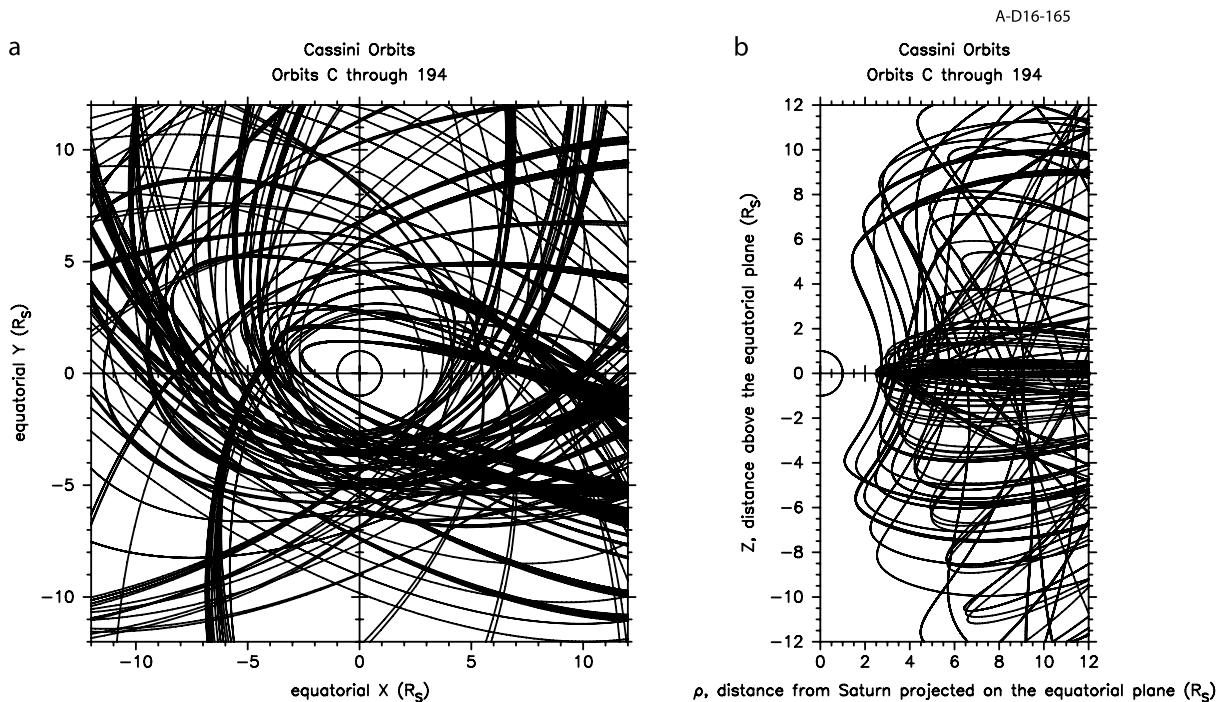 A-D16-165
a
Cassini Orbits
Orbits C through 194
10
5
0
−5
−10
equatorial Y (RS)
−10
−5
0
5
10
equatorial X (RS)
b
Cassini Orbits
Orbits C through 194
12
10
8
6
4
2
0
−2
−4
−6
−8
−10
−12
Z, distance above the equatorial plane (RS)
0
2
4
6
8
10
12
ρ, distance from Saturn projected on the equatorial plane (RS)